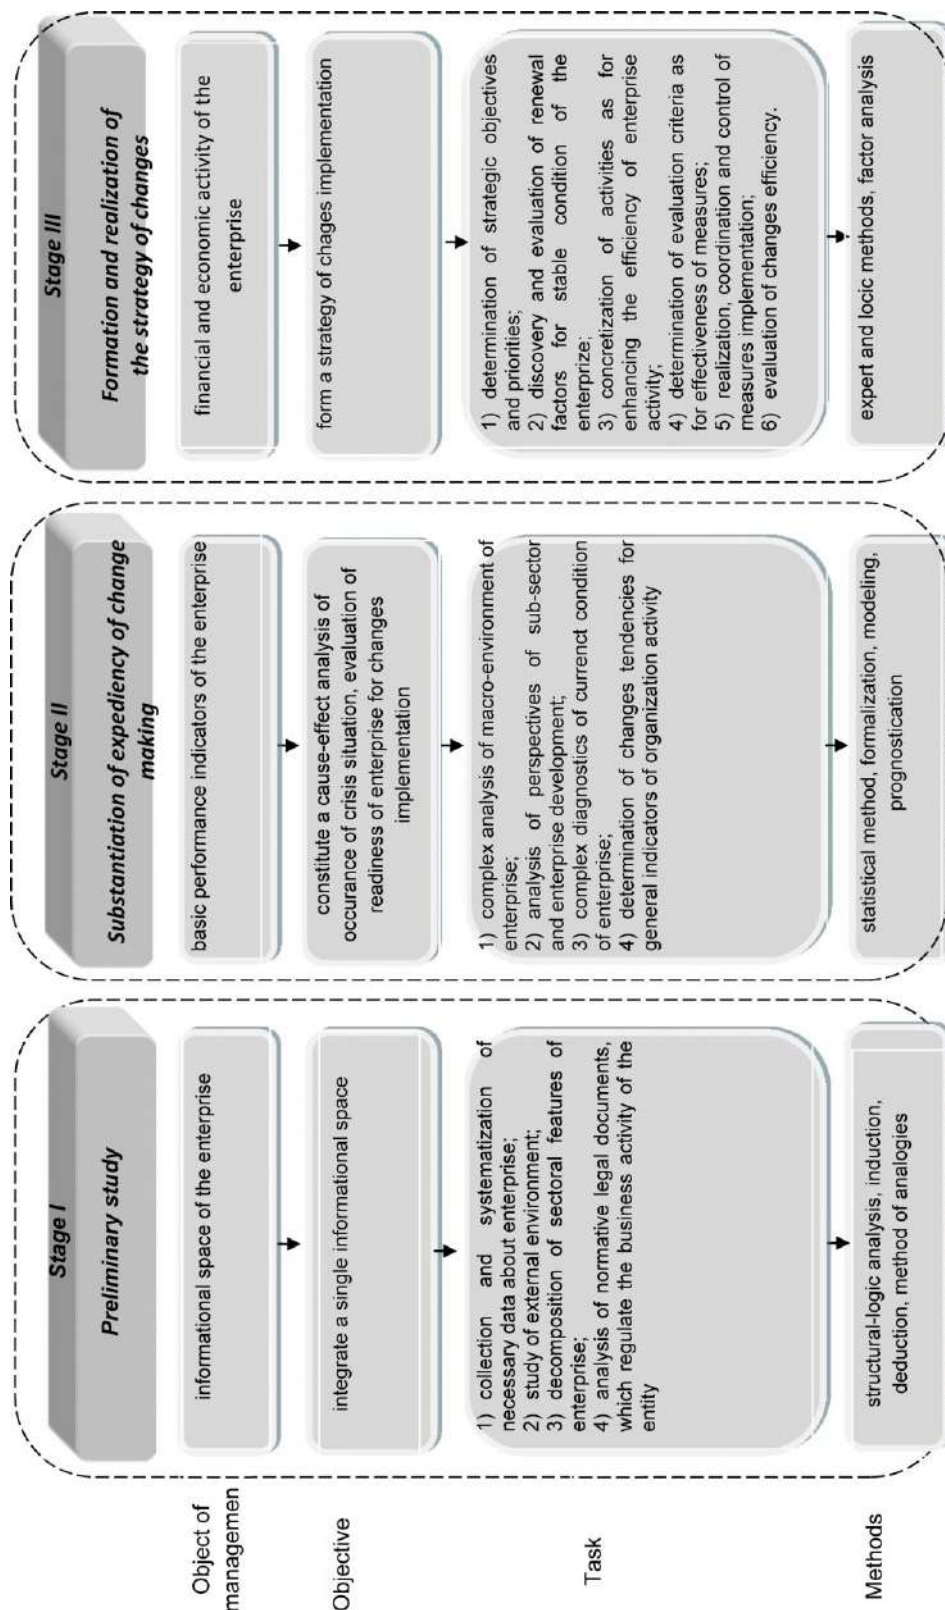 Stage I
Preliminary study
Stage II
Substantiation of expediency of change
making
Stage III
Formation and realization of
the strategy of changes
Object of
managemen
informational space of the enterprise
basic performance indicators of the enterprise
financial and economic activity of the
enterprise
Objective
integrate a single informational space
constitute a cause-effect analysis of
occurance of crisis situation, evaluation of
readiness of enterprise for changes
implementation
form a strategy of chages implementation
Task
1) collection and systematization of
necessary data about enterprise;
2) study of external environment;
3) decomposition of sectoral features of
enterprise;
4) analysis of normative legal documents,
which regulate the business activity of the
entity
1) complex analysis of macro-environment of
enterprise;
2) analysis of perspectives of sub-sector
and enterprise development;
3) complex diagnostics of currenct condition
of enterprise;
4) determination of changes tendencies for
general indicators of organization activity
1) determination of strategic objectives
and priorities;
2) discovery and evaluation of renewal
factors for stable condition of the
enterprize;
3) concretization of activities as for
enhancing the efficiency of enterprise
activity;
4) determination of evaluation criteria as
for effectiveness of measures;
5) realization, coordination and control of
measures implementation;
6) evaluation of changes efficiency.
Methods
structural-logic analysis, induction,
deduction, method of analogies
statistical method, formalization, modeling,
prognostication
expert and locic methods, factor analysis